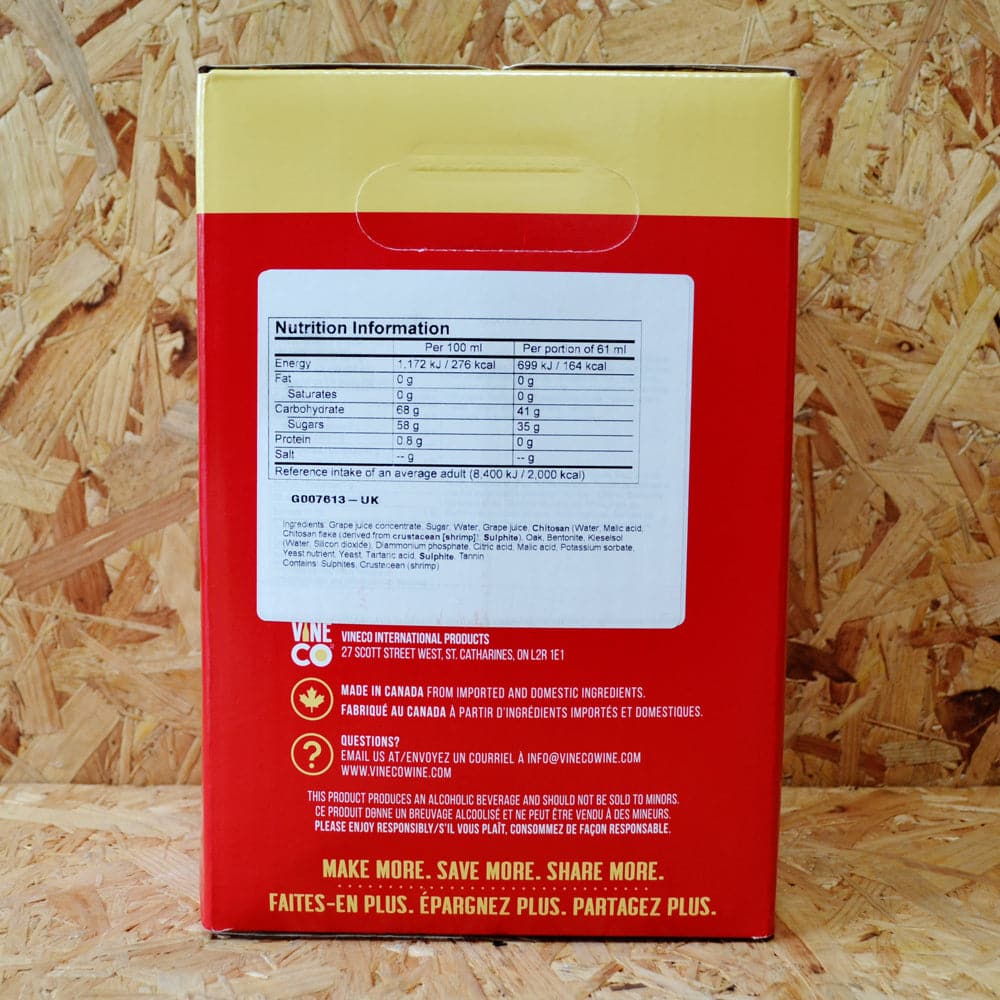 Nutrition Information
Per 100 ml Per portion of 61 ml
Energy 1,172 kJ / 276 kcal 699 kJ / 164 kcal
Fat 0 g 0 g
Saturates 0 g 0 g
Carbohydrate 68 g 41 g
Sugars 58 g 35 g
Protein 0.8 g 0 g
Salt -- g -- g
Reference intake of an average adult (8,400 kJ / 2,000 kcal)
G007613 – UK
Ingredients: Grape juice concentrate, Sugar, Water, Grape juice, Chitosan (Water, Malic acid,
Chitosan flake (derived from crustacean [shrimp]), Sulphite), Oak, Bentonite, Kieselsol
(Water, Silicon dioxide), Diammonium phosphate, Citric acid, Malic acid, Potassium sorbate,
Yeast nutrient, Yeast, Tartaric acid, Sulphite, Tannin
Contains: Sulphites, Crustacean (shrimp)
VINE
CO
VINECO INTERNATIONAL PRODUCTS
27 SCOTT STREET WEST, ST. CATHARINES, ON L2R 1E1
MADE IN CANADA FROM IMPORTED AND DOMESTIC INGREDIENTS.
FABRIQUÉ AU CANADA À PARTIR D'INGRÉDIENTS IMPORTÉS ET DOMESTIQUES.
?
QUESTIONS?
EMAIL US AT/ENVOYEZ UN COURRIEL À INFO@VINECOWINE.COM
WWW.VINECOWINE.COM
THIS PRODUCT PRODUCES AN ALCOHOLIC BEVERAGE AND SHOULD NOT BE SOLD TO MINORS.
CE PRODUIT DONNE UN BREUVAGE ALCOOLISÉ ET NE PEUT ÊTRE VENDU À DES MINEURS.
PLEASE ENJOY RESPONSIBLY/S'IL VOUS PLAÎT, CONSOMMEZ DE FAÇON RESPONSABLE.
MAKE MORE. SAVE MORE. SHARE MORE.
FAITES-EN PLUS. ÉPARGNEZ PLUS. PARTAGEZ PLUS.